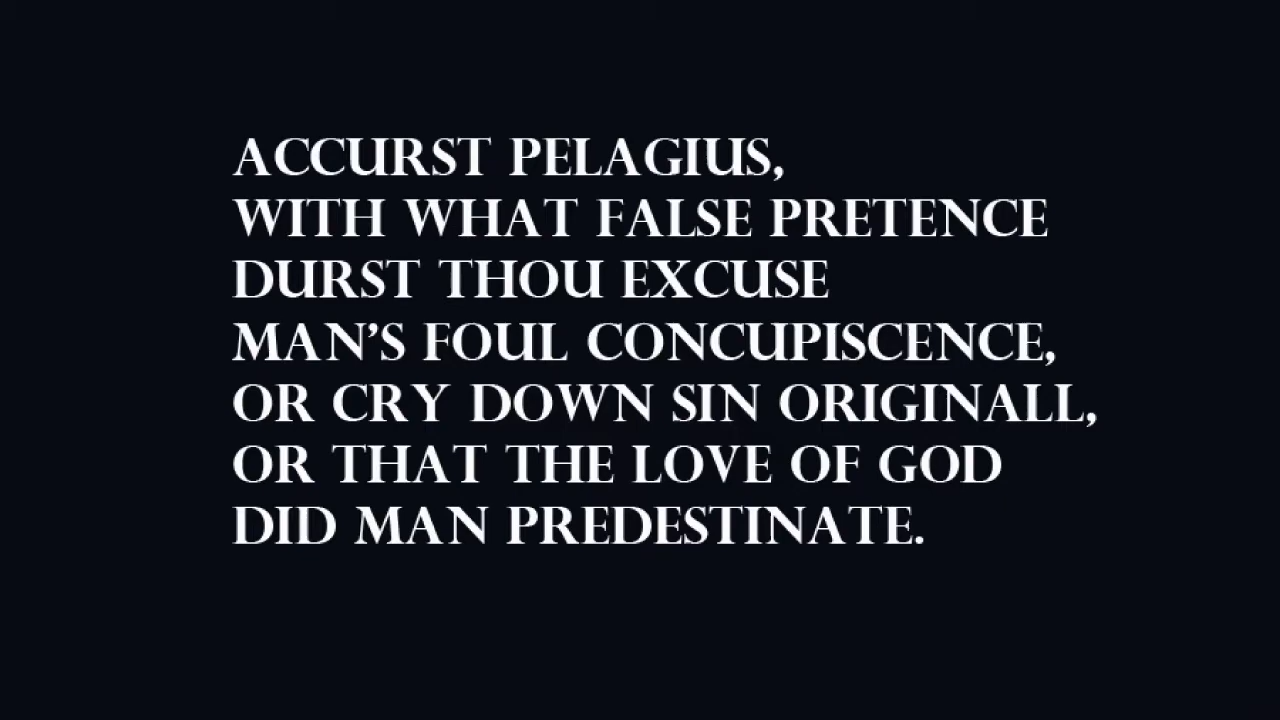 ACCURST PELAGIUS,
WITH WHAT FALSE PRETENCE
DURST THOU EXCUSE
MAN'S FOUL CONCUPISCENCE,
OR CRY DOWN SIN ORIGINALL,
OR THAT THE LOVE OF GOD
DID MAN PREDESTINATE.